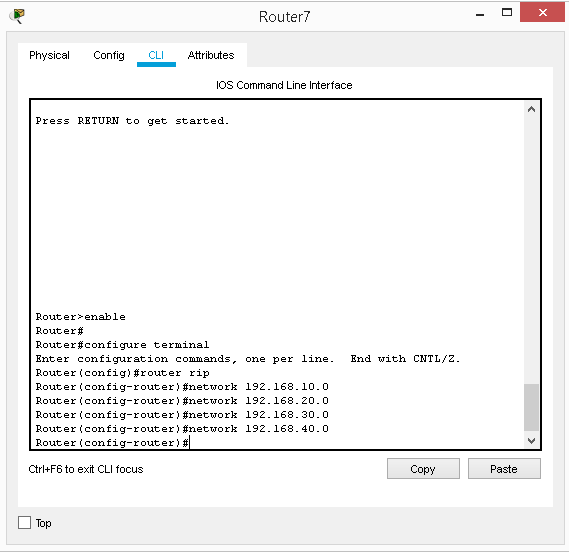 Router7
Physical Config CLI Attributes
IOS Command Line Interface
Press RETURN to get started.
Router>enable
Router#
Router#configure terminal
Enter configuration commands, one per line.  End with CNTL/Z.
Router(config)#router rip
Router(config-router)#network 192.168.10.0
Router(config-router)#network 192.168.20.0
Router(config-router)#network 192.168.30.0
Router(config-router)#network 192.168.40.0
Router(config-router)#
Ctrl+F6 to exit CLI focus
Copy Paste
Top